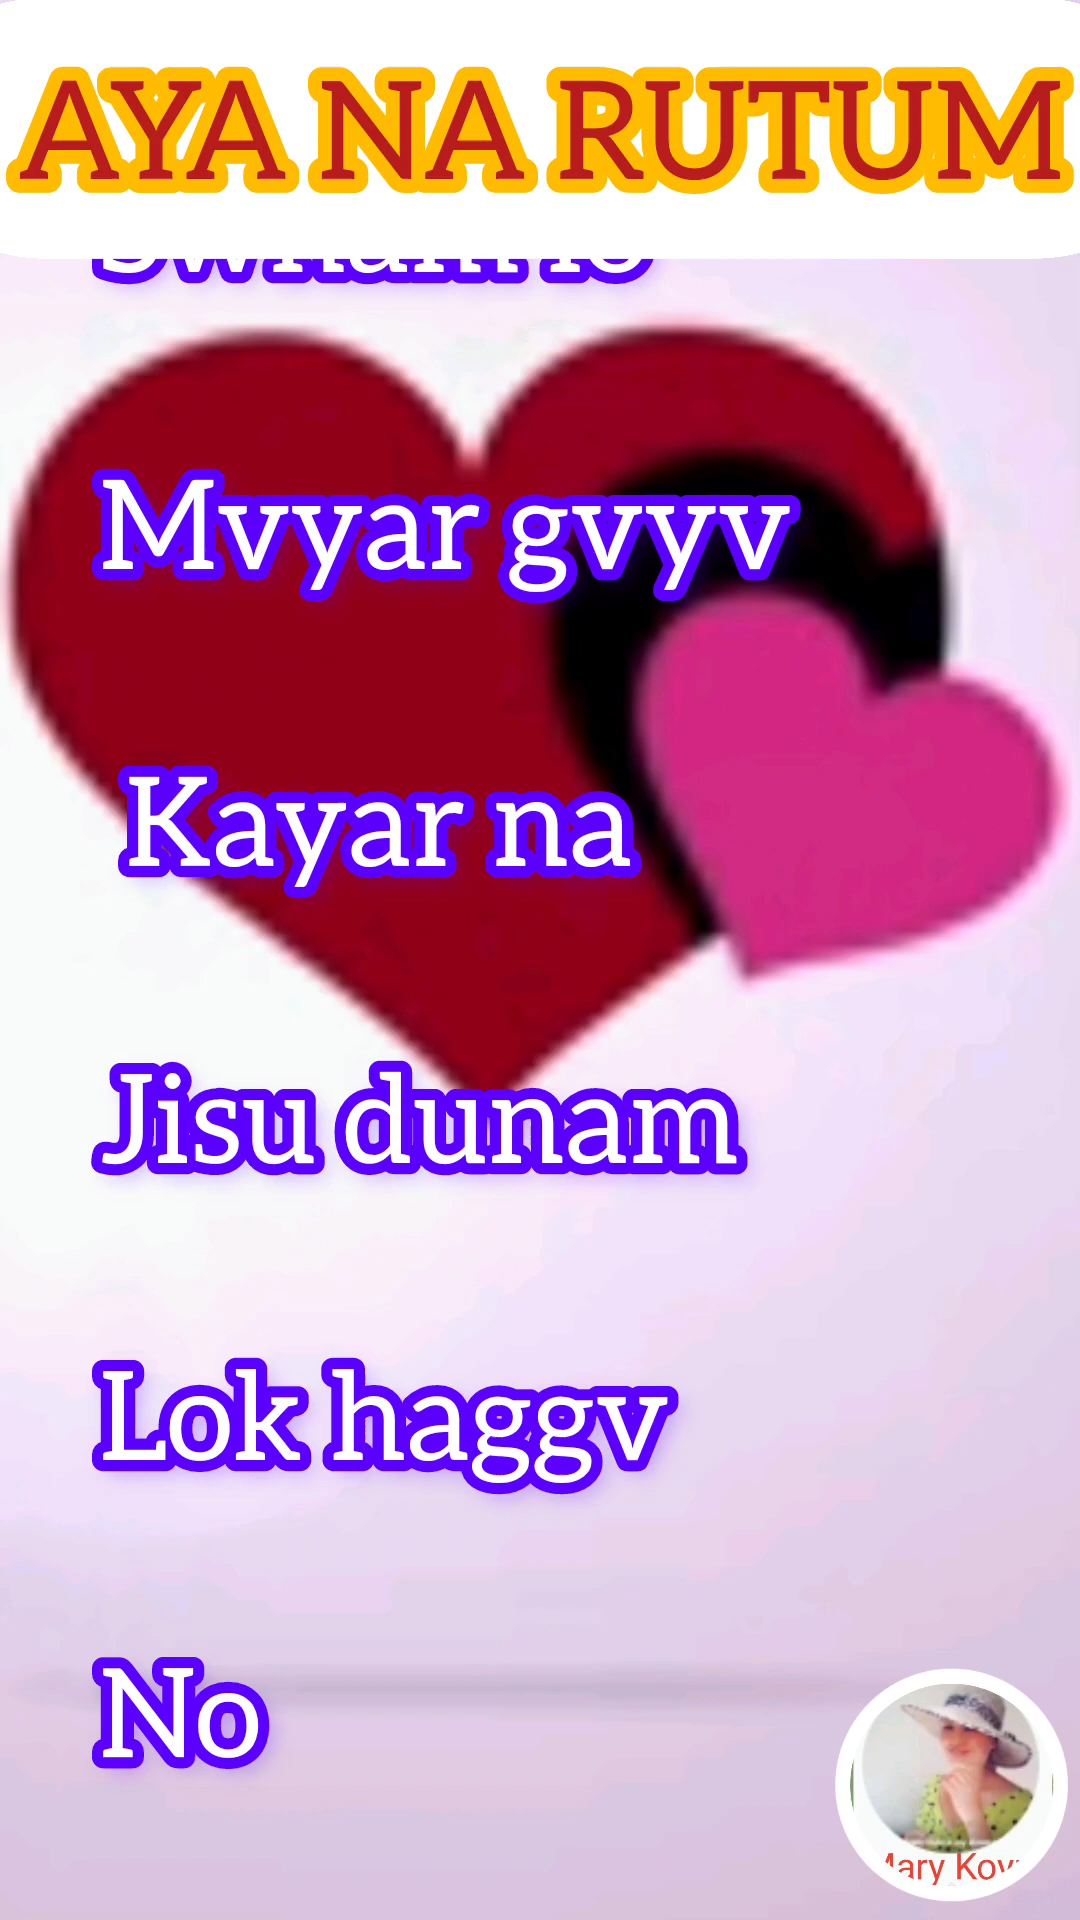 AYA NA RUTUM
Mvyar gvyv
Kayar na
Jisu dunam
Lok haggv
No